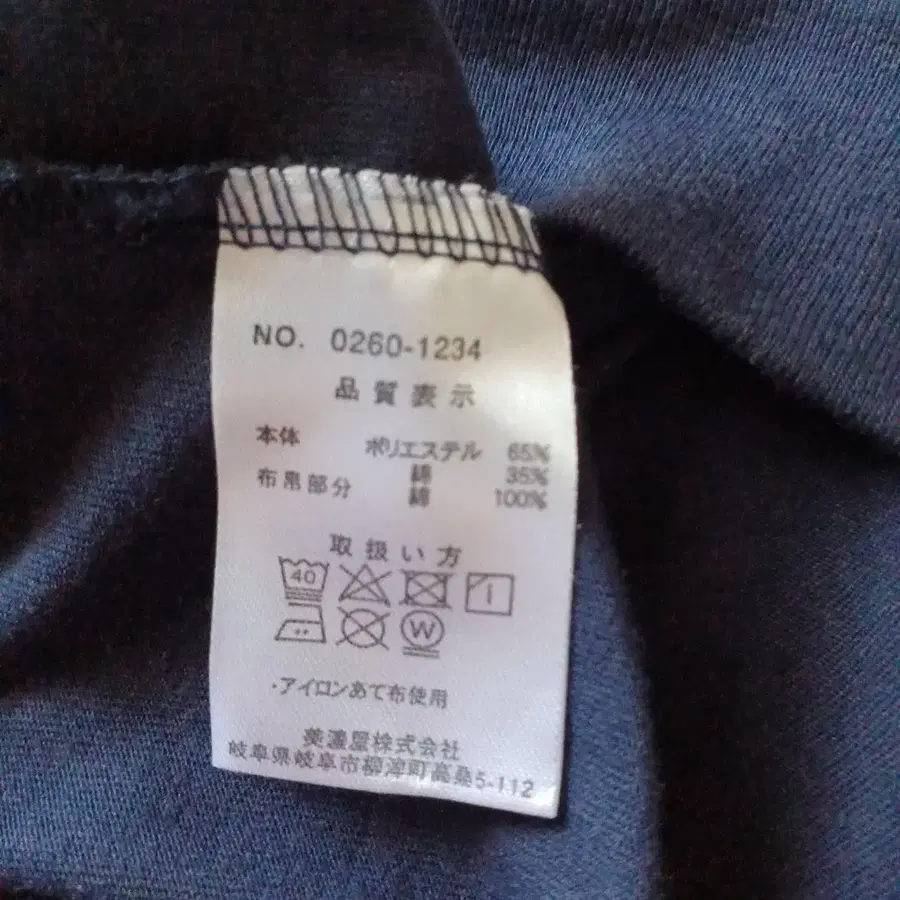 NO. 0260-1234
品質表示
本体 ポリエステル 65%
綿 35%
布帛部分 綿 100%
取扱い方
40
W
・アイロンあて布使用
美濃屋株式会社
岐阜県岐阜市柳津町高桑5-112